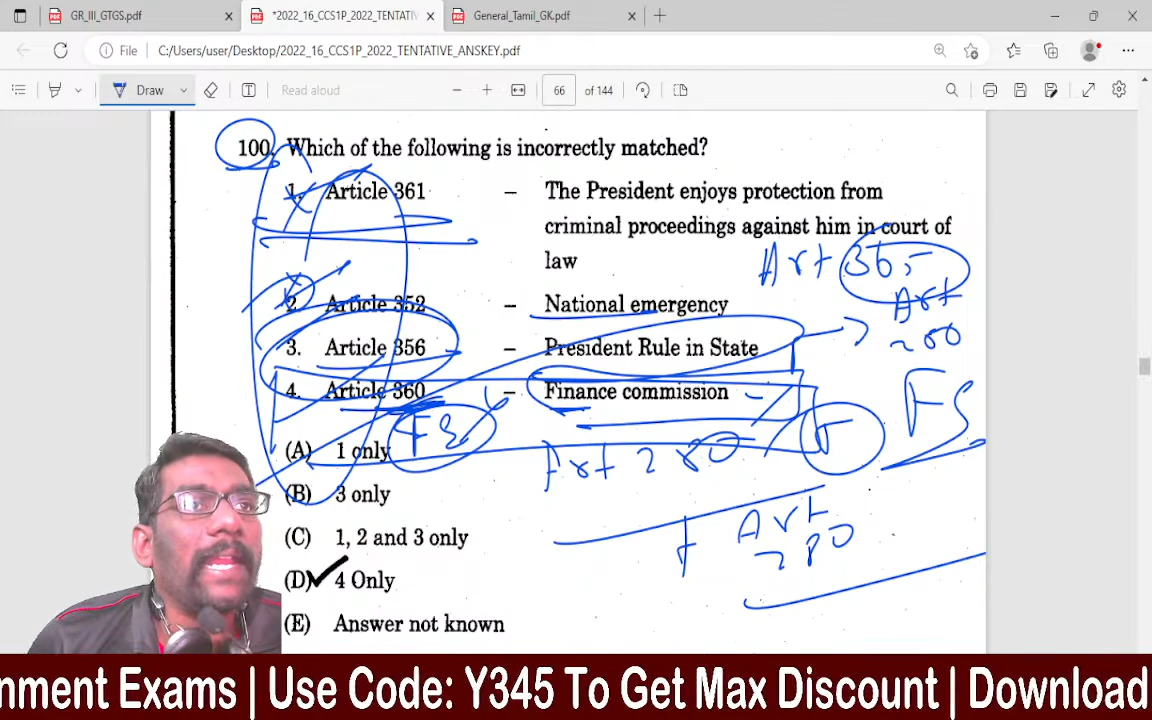 GR_III_GTGS.pdf
*2022_16_CCS1P_2022_TENTATIV
General_Tamil_GK.pdf
File
C:/Users/user/Desktop/2022_16_CCS1P_2022_TENTATIVE_ANSKEY.pdf
Draw
Read aloud
66 of 144
100. Which of the following is incorrectly matched?
1. Article 361 – The President enjoys protection from
criminal proceedings against him in court of
law
Art 365
2. Article 352 – National emergency
Art
280
3. Article 356 – President Rule in State
4. Article 360 – Finance commission
(A) 1 only
Art 280
(B) 3 only
Art
280
(C) 1, 2 and 3 only
(D) 4 Only
(E) Answer not known
nment Exams | Use Code: Y345 To Get Max Discount | Download